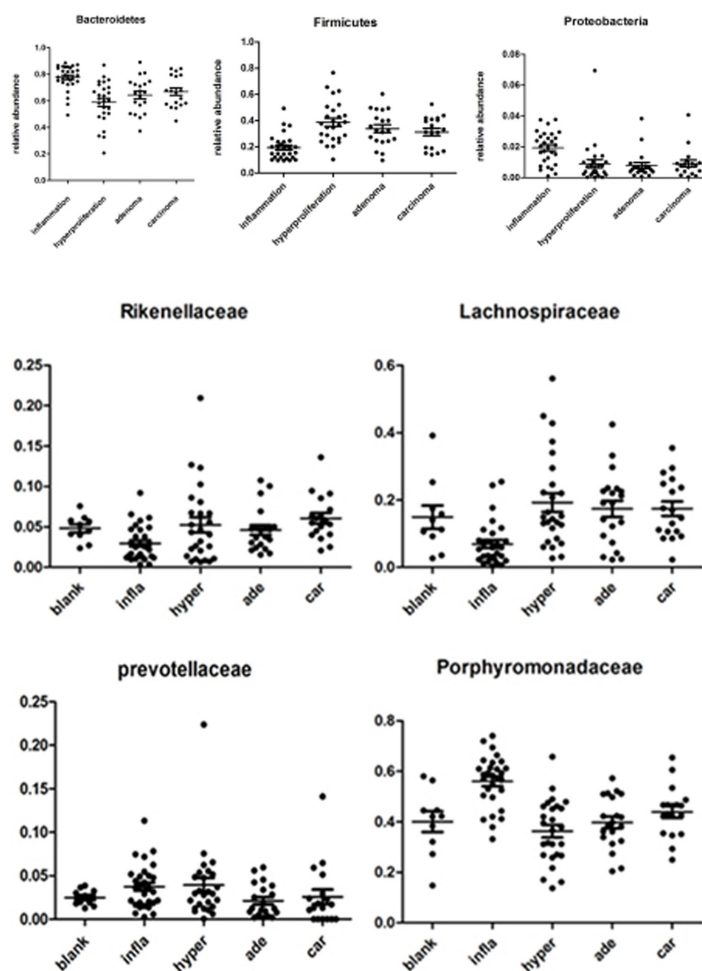 Bacteroidetes
relative abundance
1.0
0.8
0.6
0.4
0.2
0.0
inflammation
hyperproliferation
adenoma
carcinoma
Firmicutes
relative abundance
1.0
0.8
0.6
0.4
0.2
0.0
inflammation
hyperproliferation
adenoma
carcinoma
Proteobacteria
relative abundance
0.08
0.06
0.04
0.02
0.00
inflammation
hyperproliferation
adenoma
carcinoma
Rikenellaceae
0.25
0.20
0.15
0.10
0.05
0.00
blank
infla
hyper
ade
car
Lachnospiraceae
0.6
0.4
0.2
0.0
blank
infla
hyper
ade
car
prevotellaceae
0.25
0.20
0.15
0.10
0.05
0.00
blank
infla
hyper
ade
car
Porphyromonadaceae
0.8
0.6
0.4
0.2
0.0
blank
infla
hyper
ade
car